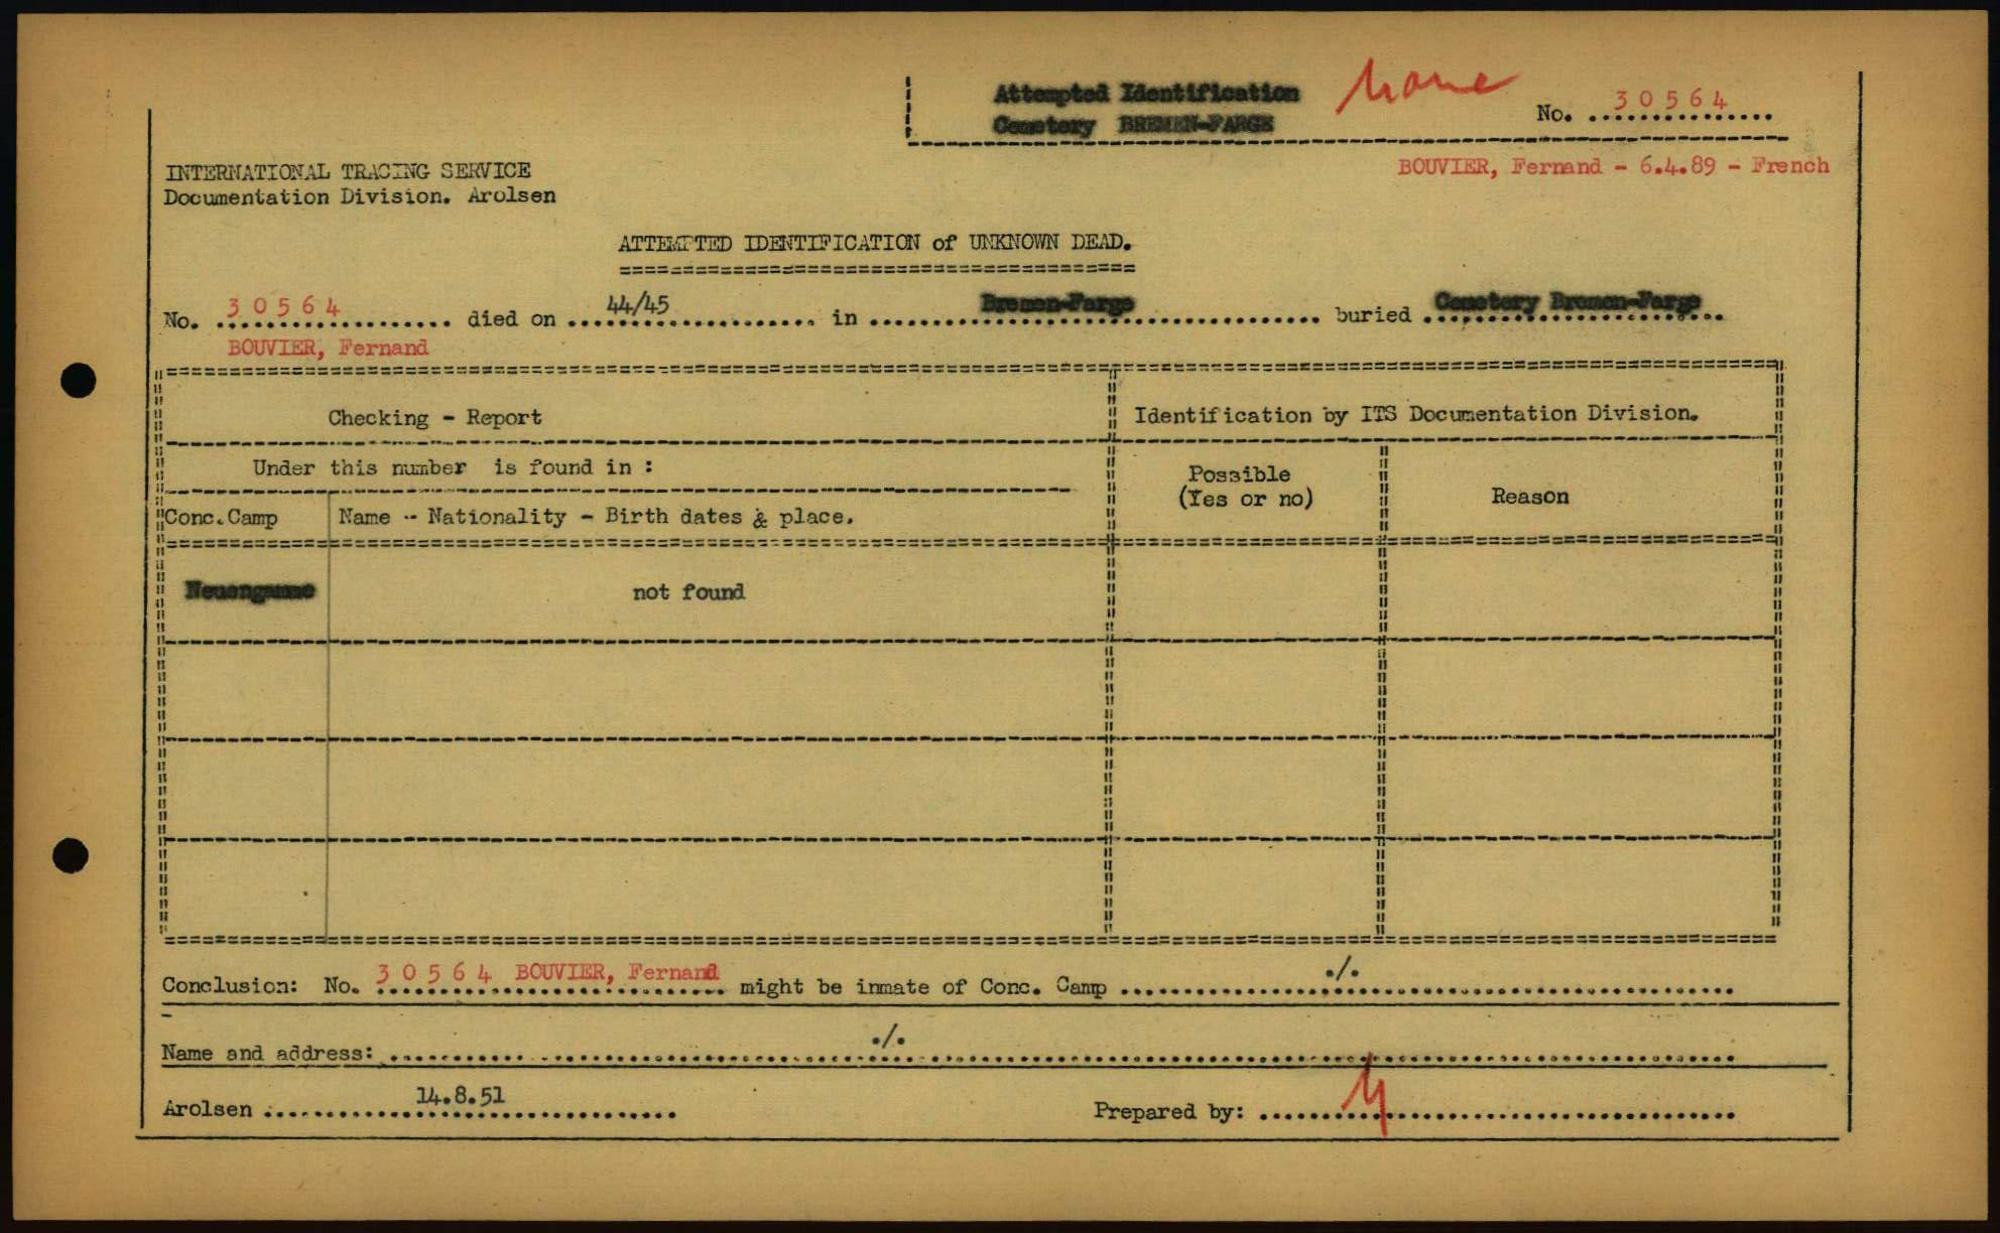 Attempted Identification
Cemetery BREMEN-FARGE
No. 30564
BOUVIER, Fernand - 6.4.89 - French
INTERNATIONAL TRACING SERVICE
Documentation Division. Arolsen
ATTEMPTED IDENTIFICATION of UNKNOWN DEAD.
No. 30564 died on 44/45 in Bremen-Farge buried Cemetery Bremen-Farge
BOUVIER, Fernand
Checking - Report
Identification by ITS Documentation Division.
Under this number is found in :
Possible
(Yes or no)
Reason
Conc. Camp
Name - Nationality - Birth dates & place.
Neuengamme
not found
Conclusion: No. 30564 BOUVIER, Fernand might be inmate of Conc. Camp ./.
Name and address: ./.
Arolsen 14.8.51
Prepared by: